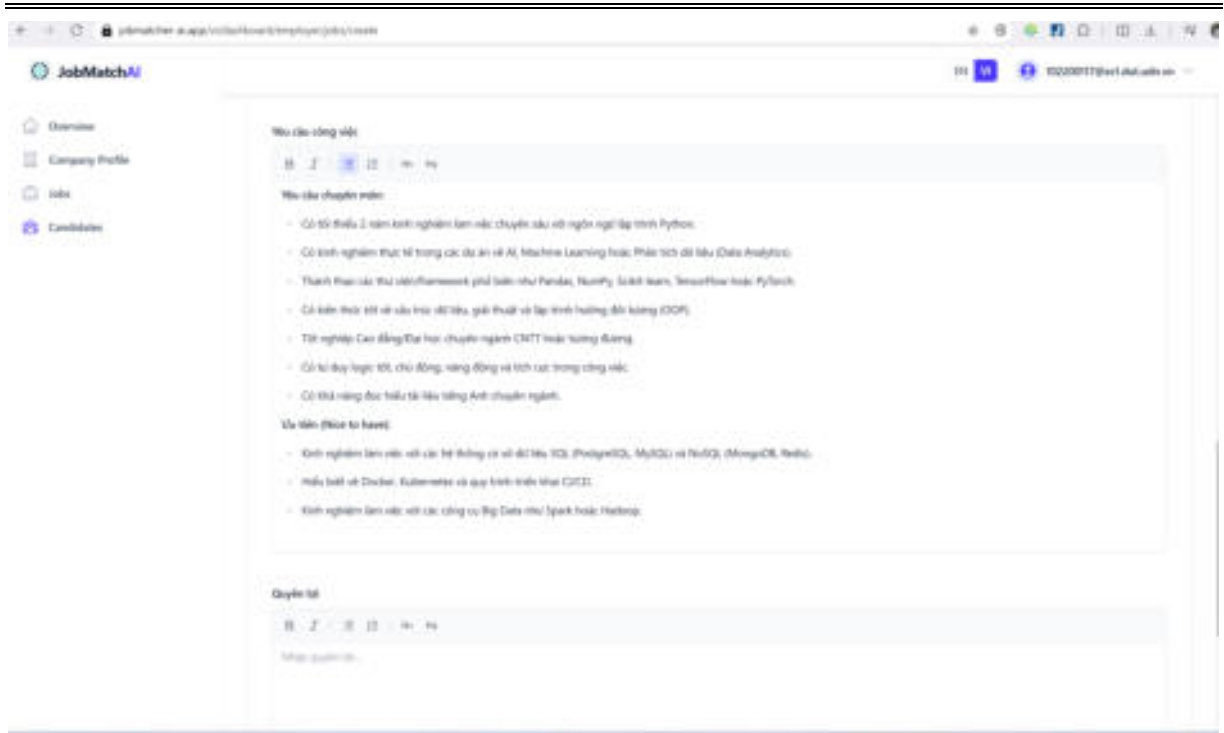 JobMatchAI
EN VI
Overview
Company Profile
Jobs
Candidates
Yêu cầu công việc
B I
Yêu cầu chuyên môn:
Có tối thiểu 2 năm kinh nghiệm làm việc chuyên sâu với ngôn ngữ lập trình Python.
Có kinh nghiệm thực tế trong các dự án về AI, Machine Learning hoặc Phân tích dữ liệu (Data Analytics).
Thành thạo các thư viện/framework phổ biến như Pandas, NumPy, Scikit-learn, TensorFlow hoặc PyTorch.
Có kiến thức tốt về cấu trúc dữ liệu, giải thuật và lập trình hướng đối tượng (OOP).
Tốt nghiệp Cao đẳng/Đại học chuyên ngành CNTT hoặc tương đương.
Có tư duy logic tốt, chủ động, năng động và tích cực trong công việc.
Có khả năng đọc hiểu tài liệu tiếng Anh chuyên ngành.
Ưu tiên (Nice to have):
Kinh nghiệm làm việc với các hệ thống cơ sở dữ liệu SQL (PostgreSQL, MySQL) và NoSQL (MongoDB, Redis).
Hiểu biết về Docker, Kubernetes và quy trình triển khai CI/CD.
Kinh nghiệm làm việc với các công cụ Big Data như Spark hoặc Hadoop.
Quyền lợi
B I
Nhập quyền lợi...